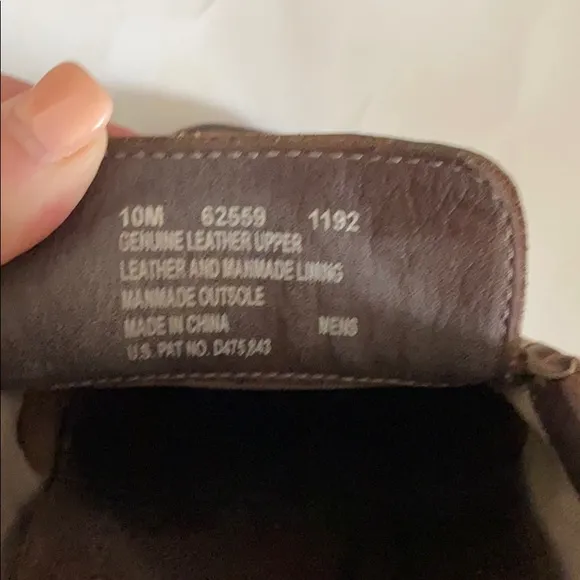 10M 62559 1192
GENUINE LEATHER UPPER
LEATHER AND MANMADE LINING
MANMADE OUTSOLE
MADE IN CHINA MENS
U.S. PAT NO. D475,843